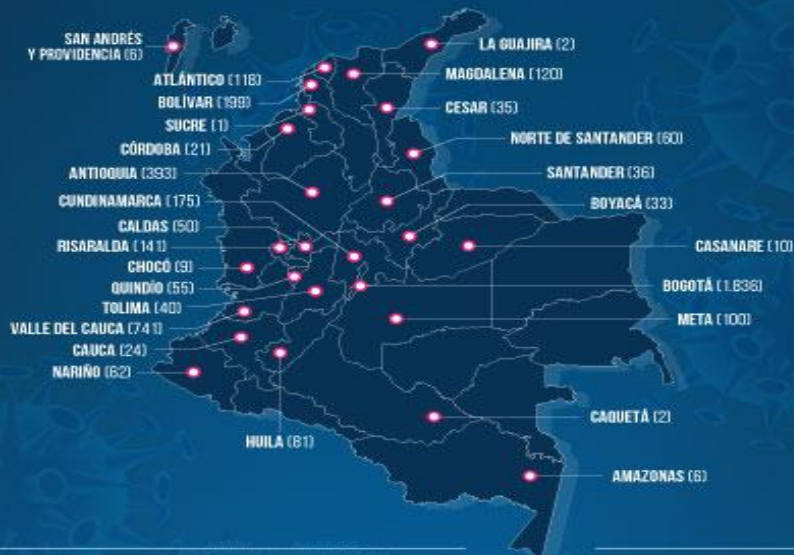 SAN ANDRÉS
Y PROVIDENCIA (6)
LA GUAJIRA (2)
ATLÁNTICO (118)
MAGDALENA (120)
BOLÍVAR (199)
CESAR (35)
SUCRE (1)
NORTE DE SANTANDER (60)
CÓRDOBA (21)
ANTIOQUIA (393)
SANTANDER (36)
CUNDINAMARCA (175)
BOYACÁ (33)
CALDAS (50)
RISARALDA (141)
CASANARE (10)
CHOCÓ (9)
QUINDÍO (55)
BOGOTÁ (1.836)
TOLIMA (40)
VALLE DEL CAUCA (741)
META (100)
CAUCA (24)
NARIÑO (62)
CAQUETÁ (2)
HUILA (81)
AMAZONAS (6)